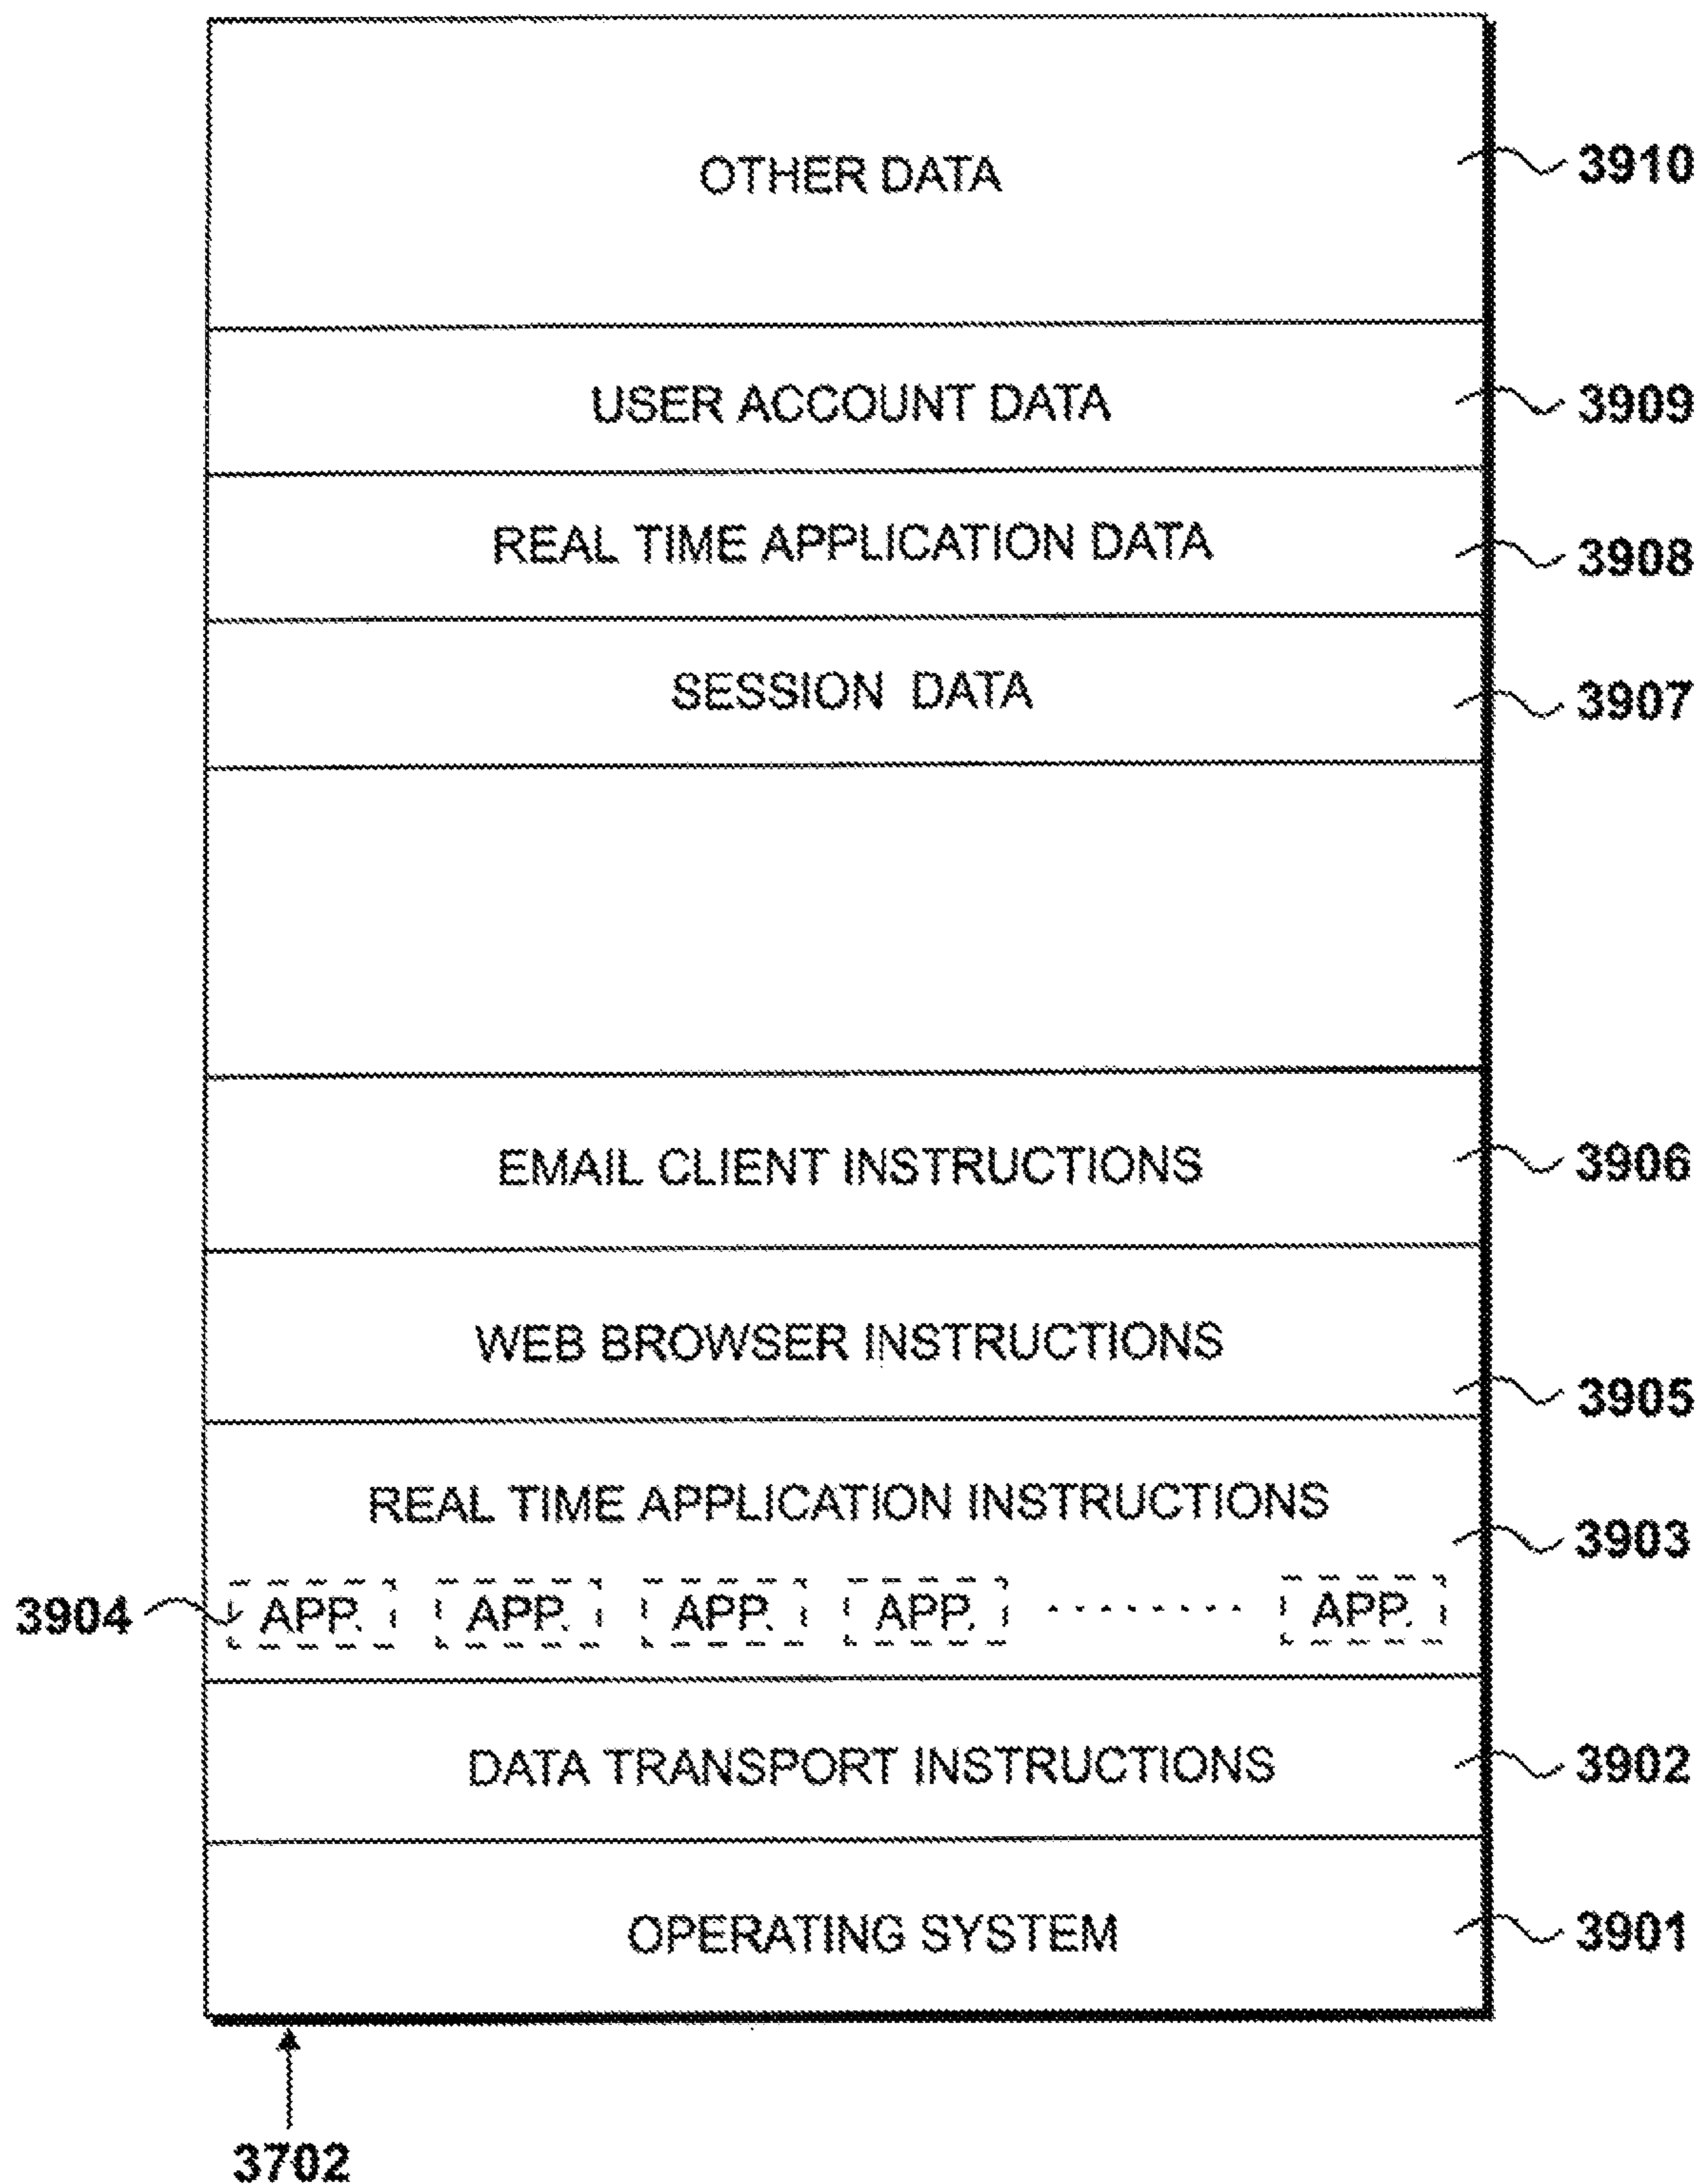 OTHER DATA 3910
USER ACCOUNT DATA 3909
REAL TIME APPLICATION DATA 3908
SESSION DATA 3907
EMAIL CLIENT INSTRUCTIONS 3906
WEB BROWSER INSTRUCTIONS 3905
REAL TIME APPLICATION INSTRUCTIONS 3903
3904 APP. APP. APP. APP. ......... APP.
DATA TRANSPORT INSTRUCTIONS 3902
OPERATING SYSTEM 3901
3702